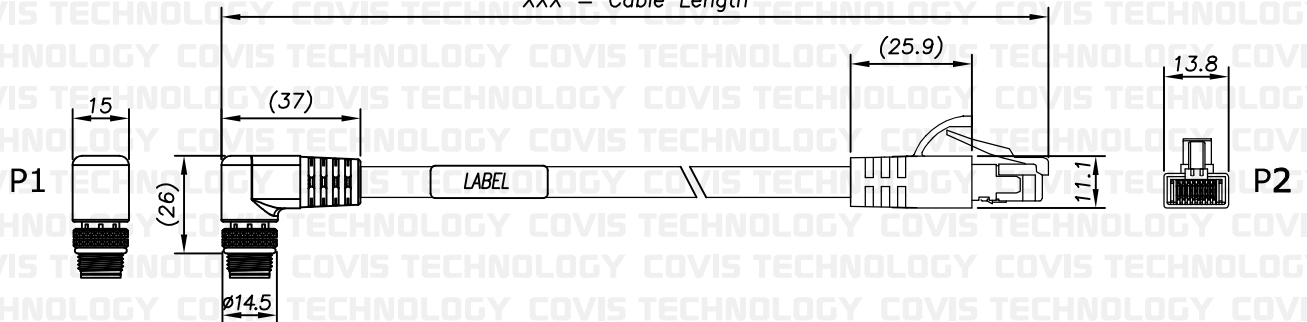 XXX = Cable Length
(25.9)
13.8
15
(37)
P1
(26)
LABEL
11.1
P2
ø14.5
COVIS TECHNOLOGY